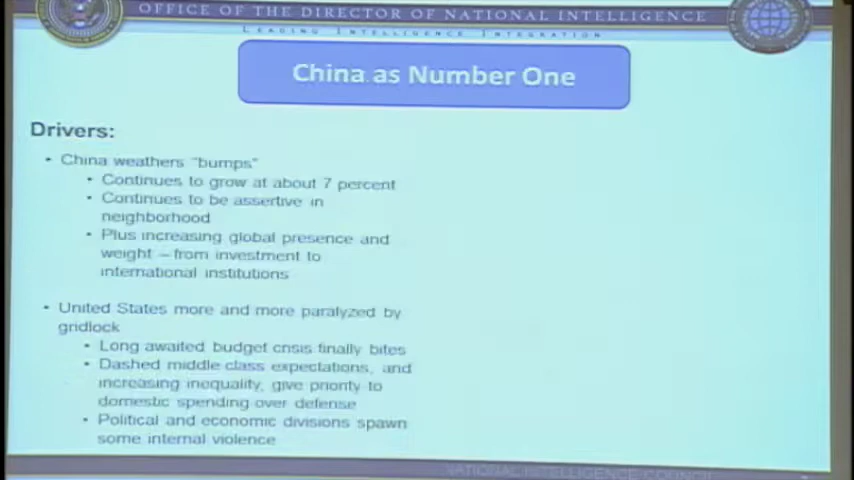 OFFICE OF THE DIRECTOR OF NATIONAL INTELLIGENCE
LEADING INTELLIGENCE INTEGRATION
China as Number One
Drivers:
• China weathers "bumps"
• Continues to grow at about 7 percent
• Continues to be assertive in
neighborhood
• Plus increasing global presence and
weight – from investment to
international institutions
• United States more and more paralyzed by
gridlock
• Long awaited budget crisis finally bites
• Dashed middle class expectations, and
increasing inequality, give priority to
domestic spending over defense
• Political and economic divisions spawn
some internal violence
NATIONAL INTELLIGENCE COUNCIL